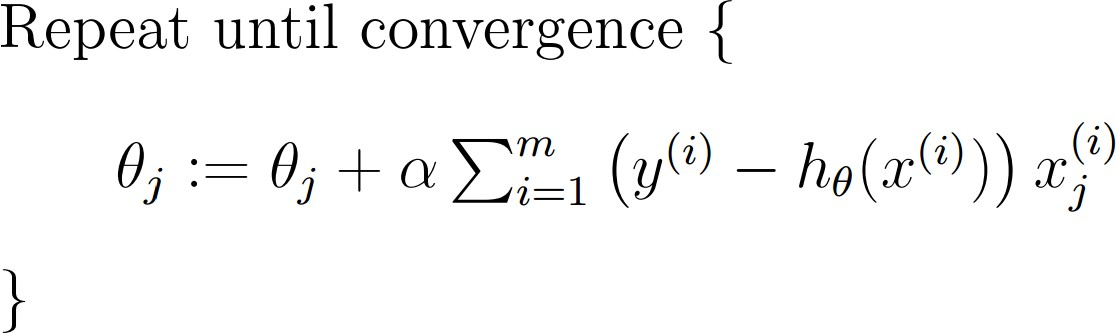 Repeat until convergence {
θ_j := θ_j + α ∑_{i=1}^{m} (y^{(i)} − h_θ(x^{(i)})) x_j^{(i)}
}